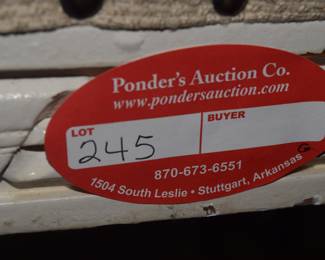 Ponder's Auction Co.
www.pondersauction.com
LOT
BUYER
245
870-673-6551
1504 South Leslie • Stuttgart, Arkansas